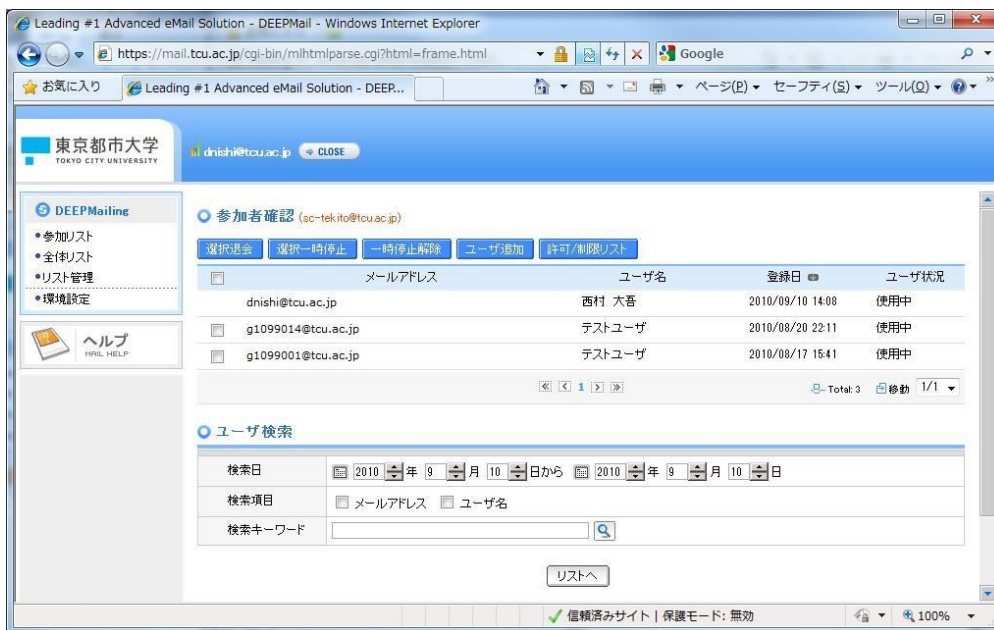 Leading #1 Advanced eMail Solution - DEEPMail - Windows Internet Explorer
https://mail.tcu.ac.jp/cgi-bin/mlhtmlparse.cgi?html=frame.html
Google
お気に入り
Leading #1 Advanced eMail Solution - DEEP...
ページ(P)
セーフティ(S)
ツール(O)
東京都市大学
TOKYO CITY UNIVERSITY
dnishi@tcu.ac.jp
CLOSE
DEEPMailing
参加リスト
全体リスト
リスト管理
環境設定
ヘルプ
MAIL HELP
参加者確認 (sc-tekito@tcu.ac.jp)
選択退会 選択一時停止 一時停止解除 ユーザ追加 許可/制限リスト
メールアドレス ユーザ名 登録日 ユーザ状況
dnishi@tcu.ac.jp 西村 大吾 2010/09/10 14:08 使用中
g1099014@tcu.ac.jp テストユーザ 2010/08/20 22:11 使用中
g1099001@tcu.ac.jp テストユーザ 2010/08/17 15:41 使用中
1 Total: 3 移動 1/1
ユーザ検索
検索日 2010 年 9 月 10 日から 2010 年 9 月 10 日
検索項目 メールアドレス ユーザ名
検索キーワード
リストへ
信頼済みサイト | 保護モード: 無効
100%